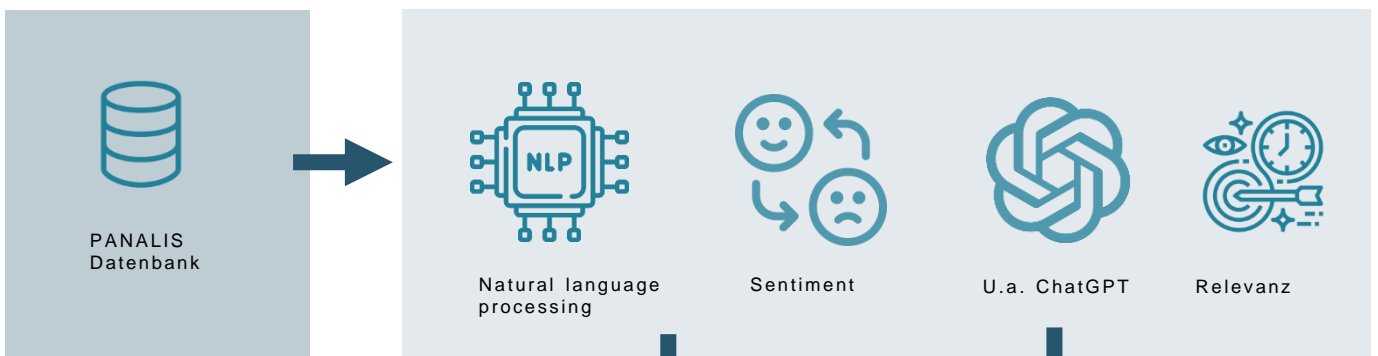 PANALIS
Datenbank
NLP
Natural language
processing
Sentiment
U.a. ChatGPT
Relevanz